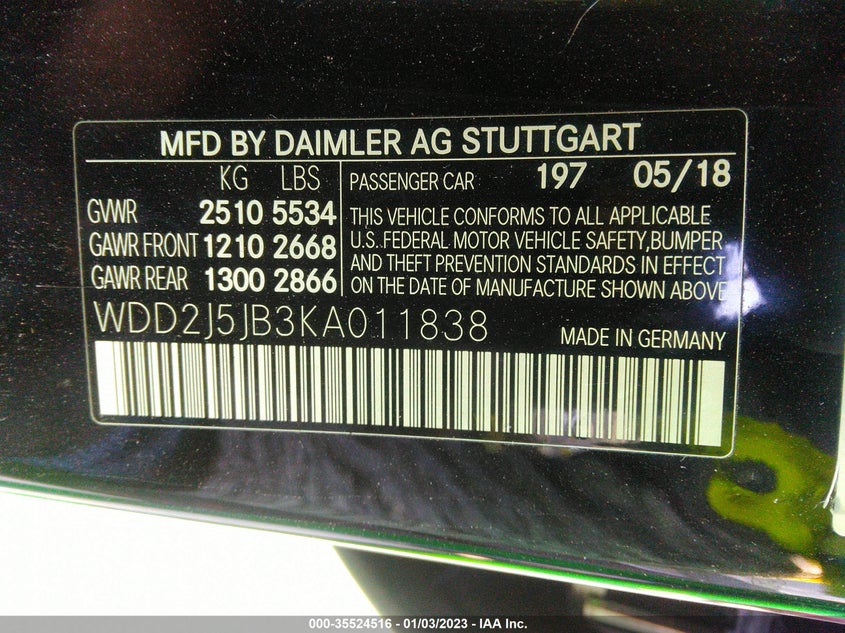 MFD BY DAIMLER AG STUTTGART
KG LBS
GVWR 2510 5534
GAWR FRONT 1210 2668
GAWR REAR 1300 2866
PASSENGER CAR 197 05/18
THIS VEHICLE CONFORMS TO ALL APPLICABLE
U.S.FEDERAL MOTOR VEHICLE SAFETY,BUMPER
AND THEFT PREVENTION STANDARDS IN EFFECT
ON THE DATE OF MANUFACTURE SHOWN ABOVE
WDD2J5JB3KA011838
MADE IN GERMANY
000-35524516 - 01/03/2023 - IAA Inc.